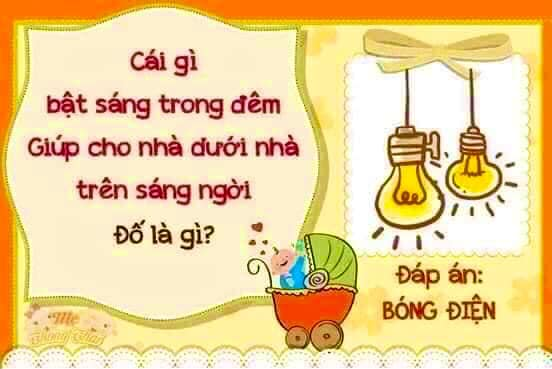 Cái gì
bật sáng trong đêm
Giúp cho nhà dưới nhà
trên sáng ngời
Đố là gì?
Đáp án:
BÓNG ĐIỆN
Mẹ